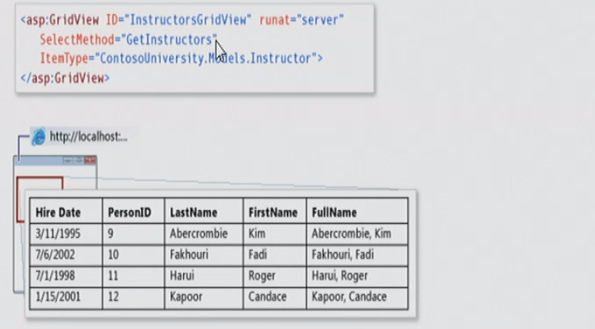 <asp:GridView ID="InstructorsGridView" runat="server"
SelectMethod="GetInstructors"
ItemType="ContosoUniversity.Models.Instructor">
</asp:GridView>
http://localhost:...
Hire Date PersonID LastName FirstName FullName
3/11/1995 9 Abercrombie Kim Abercrombie, Kim
7/6/2002 10 Fakhouri Fadi Fakhouri, Fadi
7/1/1998 11 Harui Roger Harui, Roger
1/15/2001 12 Kapoor Candace Kapoor, Candace